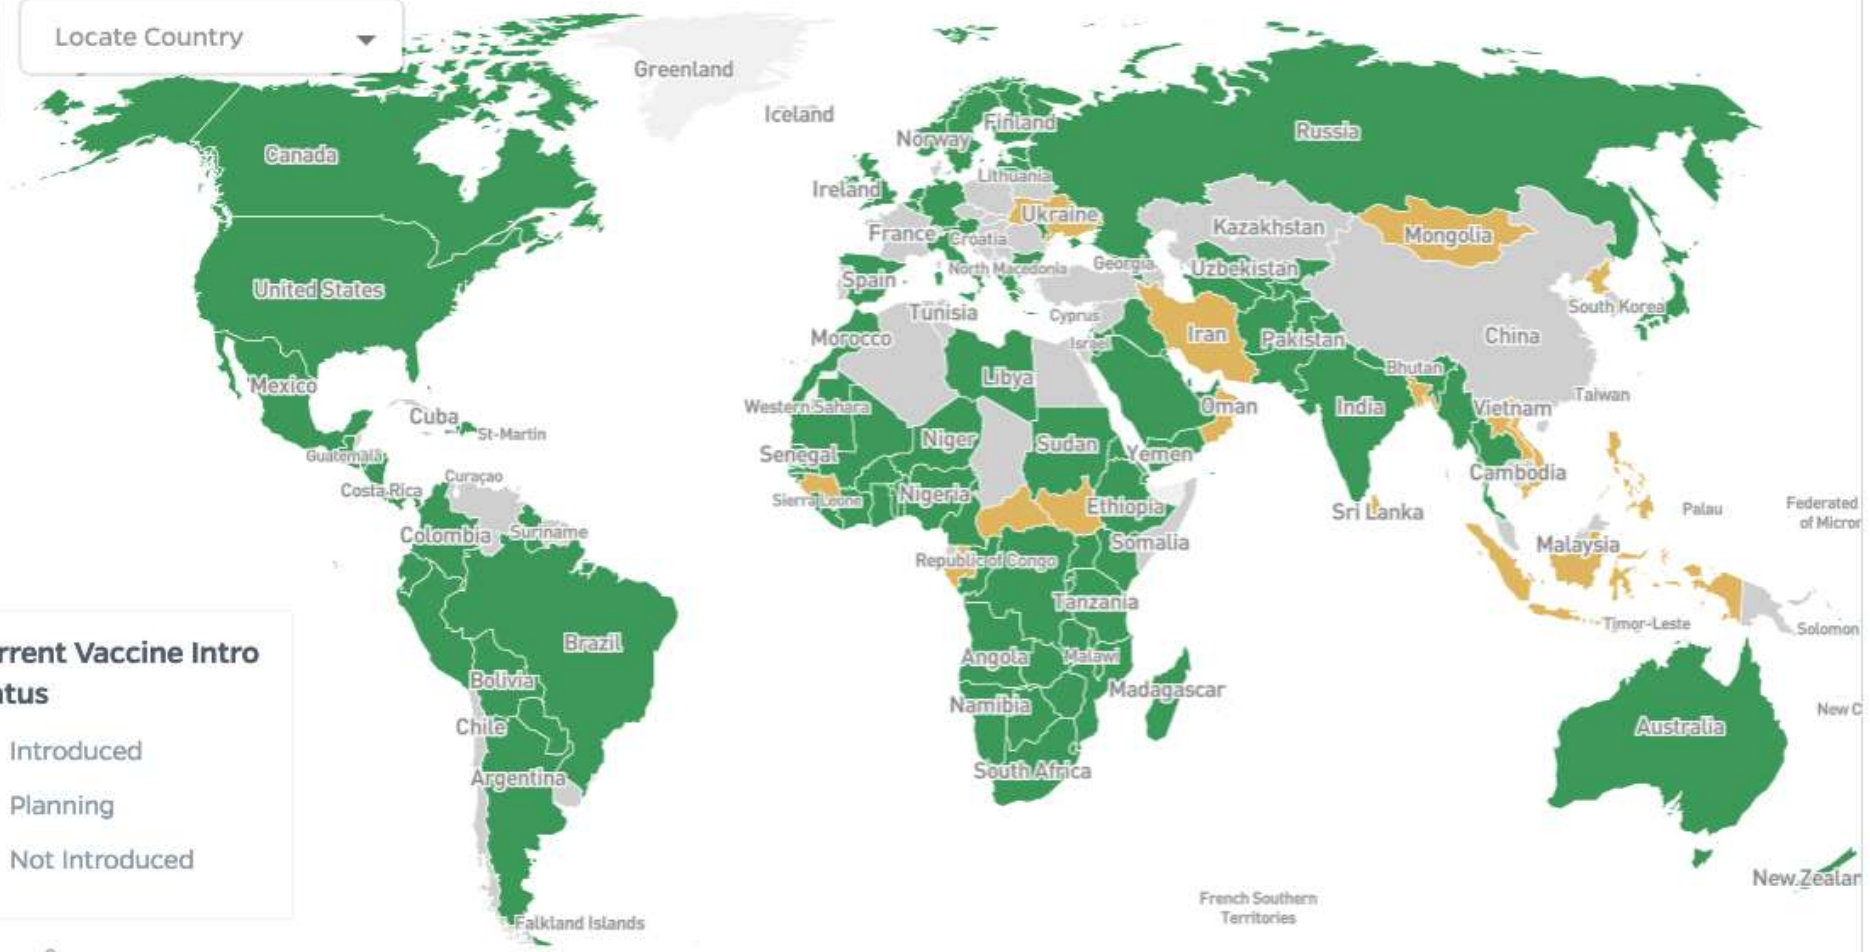 Locate Country
Greenland
Iceland
Canada
Norway
Finland
Russia
Ireland
Lithuania
Ukraine
France
Croatia
Kazakhstan
Mongolia
United States
Spain
North Macedonia
Georgia
Uzbekistan
South Korea
Tunisia
Cyprus
Morocco
Israel
Iran
Pakistan
China
Mexico
Libya
Bhutan
Cuba
St-Martin
Western Sahara
Oman
India
Vietnam
Taiwan
Guatemala
Senegal
Niger
Sudan
Yemen
Cambodia
Costa Rica
Curaçao
Sierra Leone
Nigeria
Ethiopia
Sri Lanka
Palau
Federated
of Micror
Colombia
Suriname
Republic of Congo
Somalia
Malaysia
Tanzania
Timor-Leste
Solomon
rrent Vaccine Intro
atus
Introduced
Planning
Not Introduced
Brazil
Bolivia
Chile
Argentina
Falkland Islands
Angola
Malawi
Namibia
Madagascar
South Africa
New C
Australia
New Zealar
French Southern
Territories